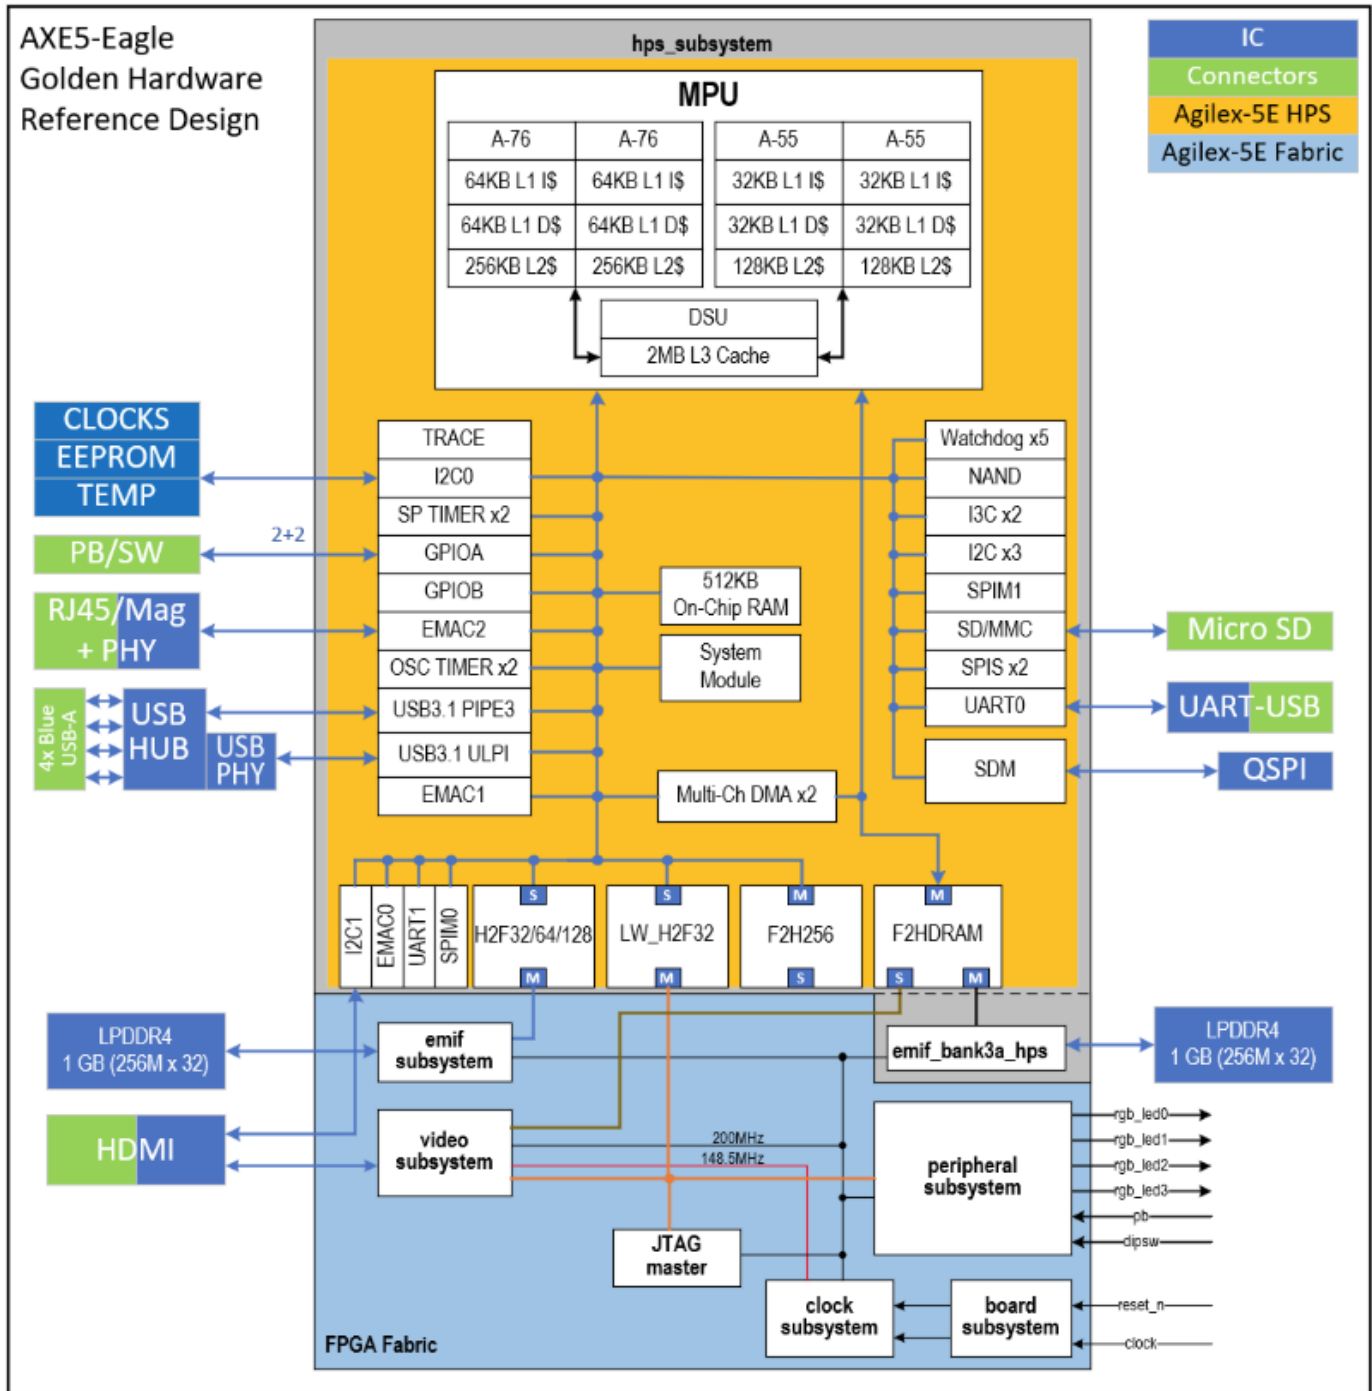 AXE5-Eagle
Golden Hardware
Reference Design
hps_subsystem
IC
Connectors
Agilex-5E HPS
Agilex-5E Fabric
MPU
A-76 A-76 A-55 A-55
64KB L1 I$ 64KB L1 I$ 32KB L1 I$ 32KB L1 I$
64KB L1 D$ 64KB L1 D$ 32KB L1 D$ 32KB L1 D$
256KB L2$ 256KB L2$ 128KB L2$ 128KB L2$
DSU
2MB L3 Cache
CLOCKS
EEPROM
TEMP
PB/SW
2+2
RJ45/Mag
+ PHY
4x Blue
USB-A
USB
HUB
USB
PHY
TRACE
I2C0
SP TIMER x2
GPIOA
GPIOB
EMAC2
OSC TIMER x2
USB3.1 PIPE3
USB3.1 ULPI
EMAC1
512KB
On-Chip RAM
System
Module
Multi-Ch DMA x2
Watchdog x5
NAND
I3C x2
I2C x3
SPIM1
SD/MMC
SPIS x2
UART0
SDM
Micro SD
UART-USB
QSPI
I2C1
EMAC0
UART1
SPIM0
S
H2F32/64/128
M
S
LW_H2F32
M
M
F2H256
S
M
F2HDRAM
S M
LPDDR4
1 GB (256M x 32)
emif
subsystem
emif_bank3a_hps
LPDDR4
1 GB (256M x 32)
HDMI
video
subsystem
200MHz
148.5MHz
peripheral
subsystem
rgb_led0
rgb_led1
rgb_led2
rgb_led3
pb
dipsw
JTAG
master
clock
subsystem
board
subsystem
reset_n
clock
FPGA Fabric